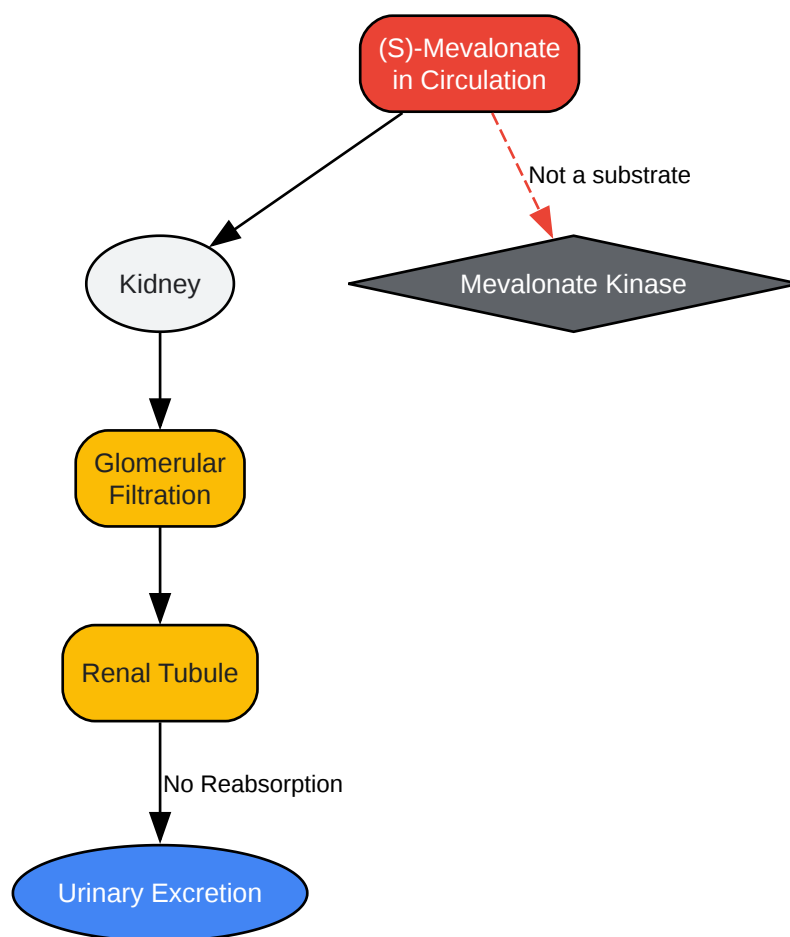 (S)-Mevalonate
in Circulation
Not a substrate
Kidney
Mevalonate Kinase
Glomerular
Filtration
Renal Tubule
No Reabsorption
Urinary Excretion